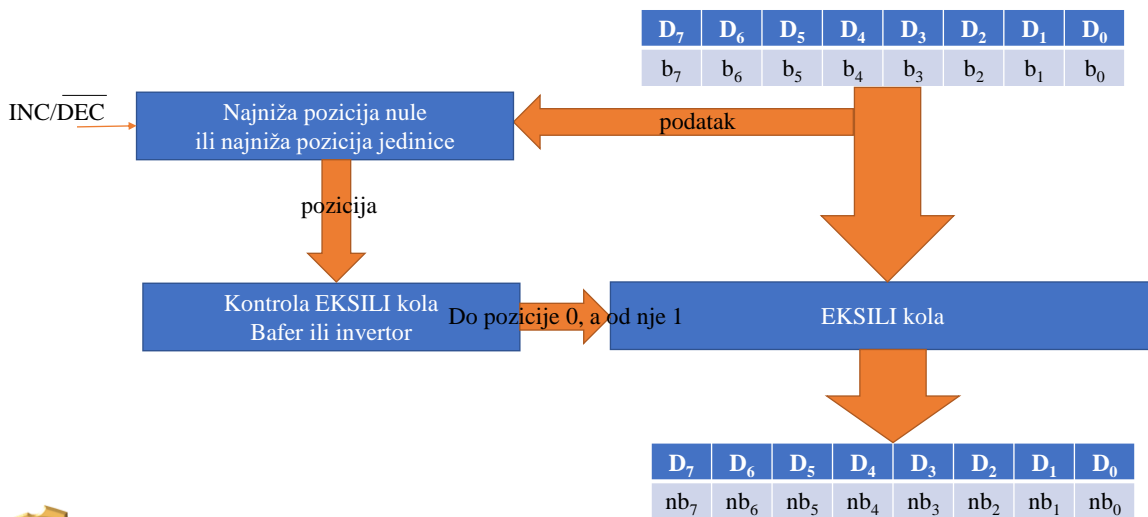 D₇ D₆ D₅ D₄ D₃ D₂ D₁ D₀
b₇ b₆ b₅ b₄ b₃ b₂ b₁ b₀
INC/D̅E̅C̅
Najniža pozicija nule
ili najniža pozicija jedinice
podatak
pozicija
Kontrola EKSILI kola
Bafer ili invertor
Do pozicije 0, a od nje 1
EKSILI kola
D₇ D₆ D₅ D₄ D₃ D₂ D₁ D₀
nb₇ nb₆ nb₅ nb₄ nb₃ nb₂ nb₁ nb₀